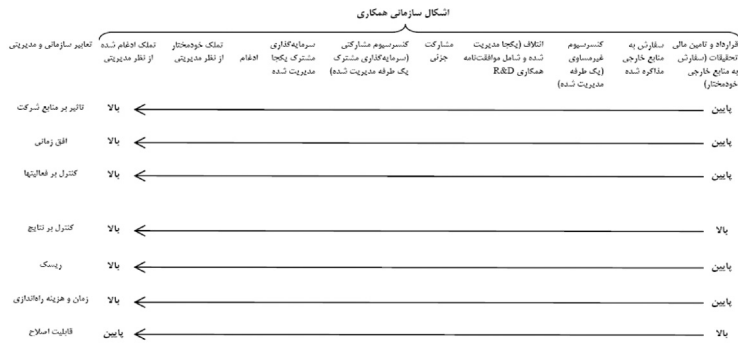 اشکال سازمانی همکاری
قرارداد و تامین مالی
تحقیقات (سفارش
به منابع خارجی
خودمختار)
سفارش به
منابع خارجی
مذاکره شده
کنسرسیوم
غیرمساوی
(یک طرفه
مدیریت شده)
ائتلاف (یکجا مدیریت
شده و شامل موافقت‌نامه
همکاری R&D)
مشارکت
جزئی
کنسرسیوم مشارکتی
(سرمایه‌گذاری مشترک
یک طرفه مدیریت شده)
سرمایه‌گذاری
مشترک یکجا
مدیریت شده
ادغام
تملک خودمختار
از نظر مدیریتی
تملک ادغام شده
از نظر مدیریتی
تعابیر سازمانی و مدیریتی
پایین بالا تاثیر بر منابع شرکت
پایین بالا افق زمانی
پایین بالا کنترل بر فعالیتها
بالا بالا کنترل بر نتایج
پایین بالا ریسک
پایین بالا زمان و هزینه راه‌اندازی
بالا پایین قابلیت اصلاح